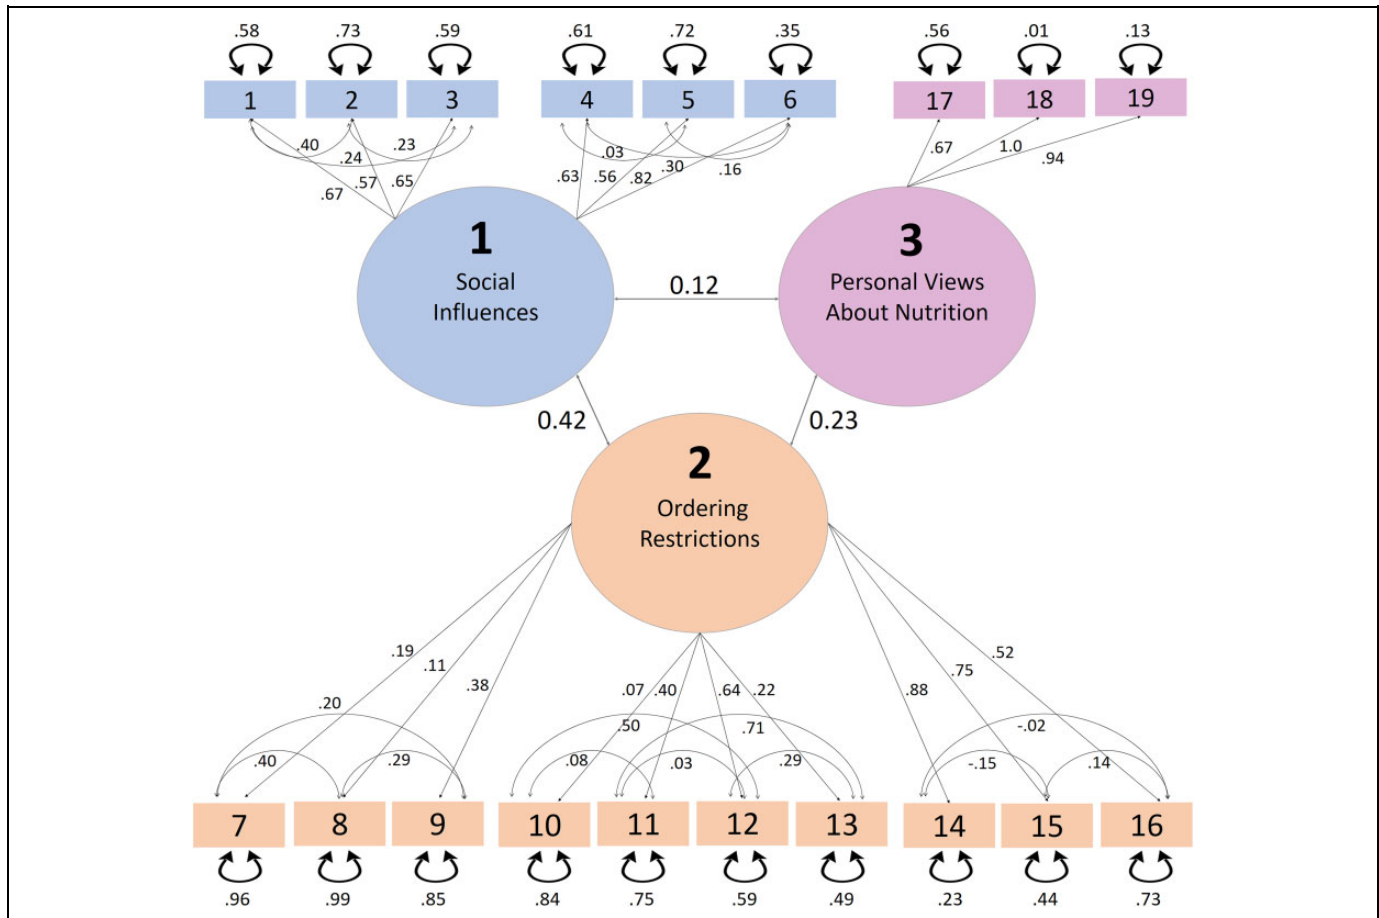 .58 .73 .59 .61 .72 .35 .56 .01 .13
1 2 3 4 5 6 17 18 19
.40 .24 .23 .03 .30 .16 .67 1.0 .94
.67 .57 .65 .63 .56 .82
1
Social
Influences
3
Personal Views
About Nutrition
0.12
0.42
0.23
2
Ordering
Restrictions
.19 .11 .38 .07 .40 .64 .22 .88 .75 .52
.20 .50 .71 -.02
.40 .29 .08 .03 .29 -.15 .14
7 8 9 10 11 12 13 14 15 16
.96 .99 .85 .84 .75 .59 .49 .23 .44 .73